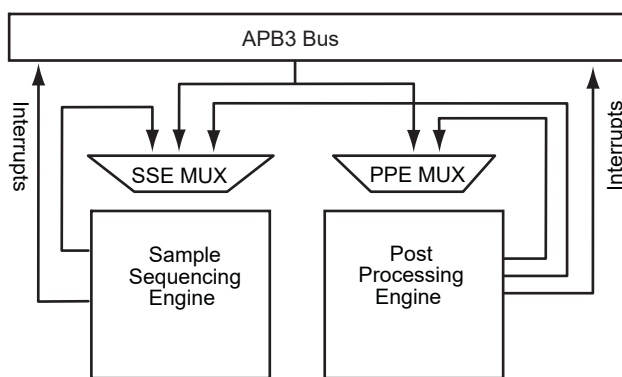 APB3 Bus
Interrupts
Interrupts
SSE MUX
PPE MUX
Sample
Sequencing
Engine
Post
Processing
Engine